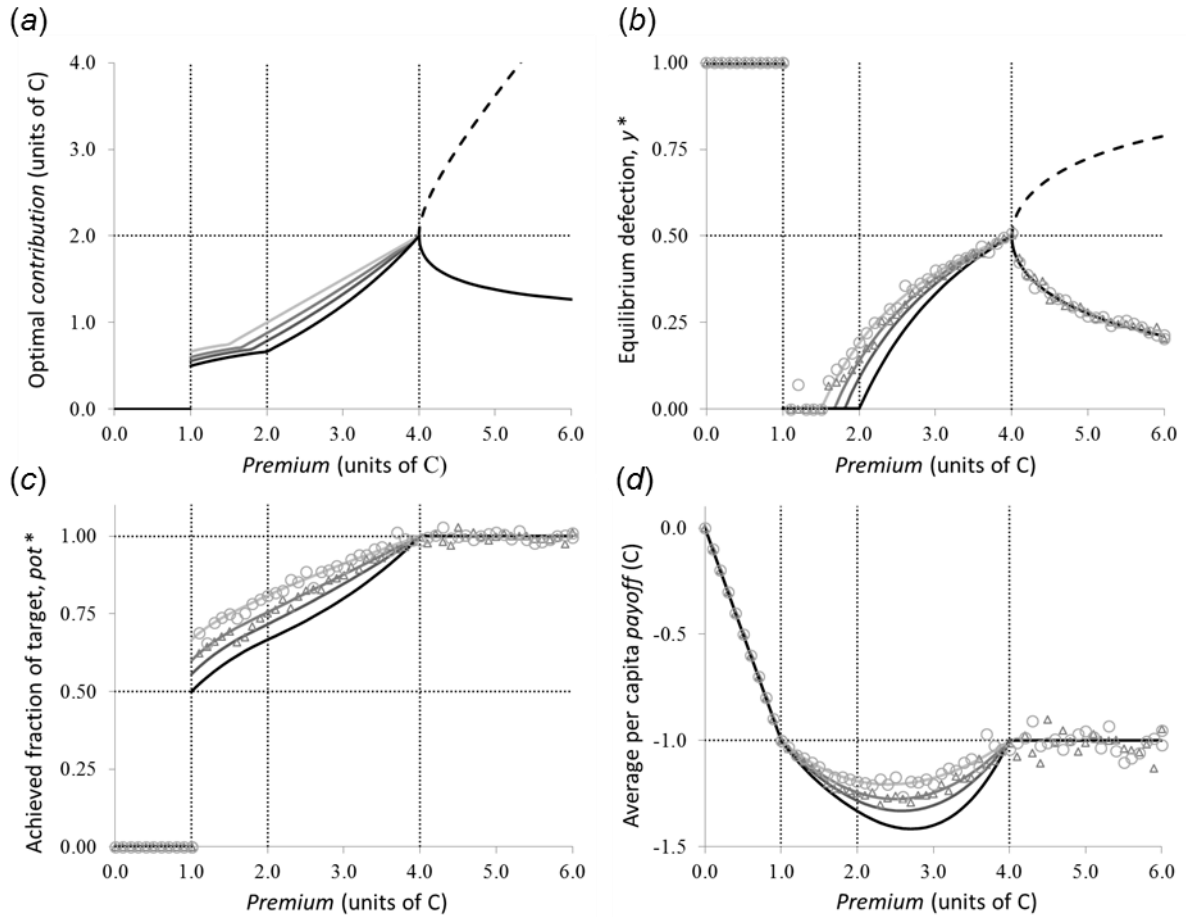 (a)
Optimal contribution (units of C)
4.0
3.0
2.0
1.0
0.0
0.0 1.0 2.0 3.0 4.0 5.0 6.0
Premium (units of C)
(b)
Equilibrium defection, y*
1.00
0.75
0.50
0.25
0.00
0.0 1.0 2.0 3.0 4.0 5.0 6.0
Premium (units of C)
(c)
Achieved fraction of target, pot*
1.00
0.75
0.50
0.25
0.00
0.0 1.0 2.0 3.0 4.0 5.0 6.0
Premium (units of C)
(d)
Average per capita payoff (C)
0.0
-0.5
-1.0
-1.5
0.0 1.0 2.0 3.0 4.0 5.0 6.0
Premium (units of C)